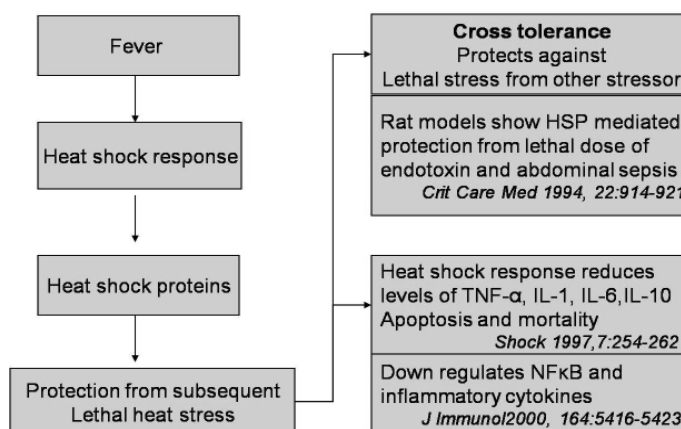 Fever
Heat shock response
Heat shock proteins
Protection from subsequent
Lethal heat stress
Cross tolerance
Protects against
Lethal stress from other stressor
Rat models show HSP mediated
protection from lethal dose of
endotoxin and abdominal sepsis
Crit Care Med 1994, 22:914-921
Heat shock response reduces
levels of TNF-α, IL-1, IL-6,IL-10
Apoptosis and mortality
Shock 1997,7:254-262
Down regulates NFκB and
inflammatory cytokines
J Immunol2000, 164:5416-5423